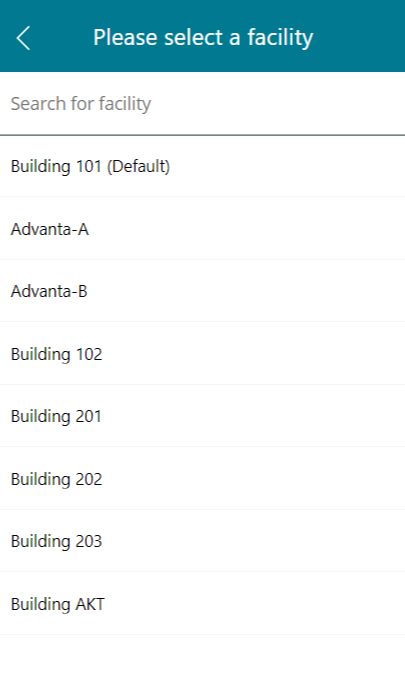 Please select a facility
Search for facility
Building 101 (Default)
Advanta-A
Advanta-B
Building 102
Building 201
Building 202
Building 203
Building AKT